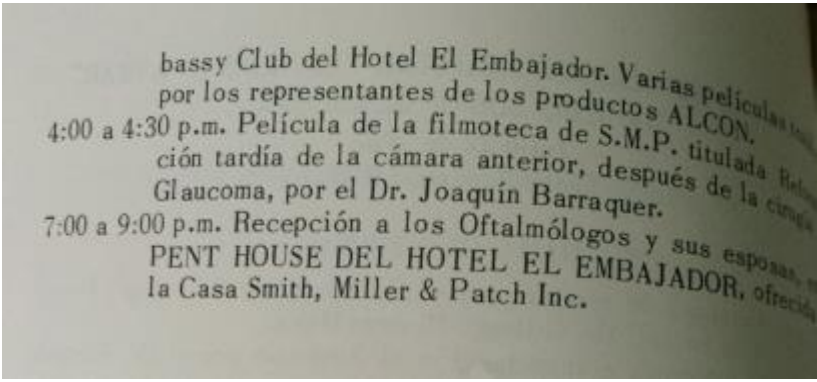 bassy Club del Hotel El Embajador. Varias películas
por los representantes de los productos ALCON.
4:00 a 4:30 p.m. Película de la filmoteca de S.M.P. titulada
ción tardía de la cámara anterior, después de la cirugía
Glaucoma, por el Dr. Joaquín Barraquer.
7:00 a 9:00 p.m. Recepción a los Oftalmólogos y sus esposas,
PENT HOUSE DEL HOTEL EL EMBAJADOR, ofrecida
la Casa Smith, Miller & Patch Inc.